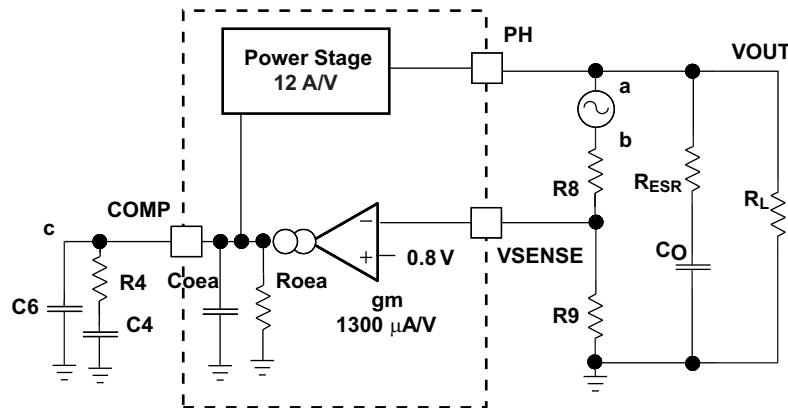 PH
VOUT
Power Stage
12 A/V
a
b
R8
RESR
RL
COMP
c
VSENSE
0.8 V
CO
R4
Coea
Roea
C6
C4
gm
1300 μA/V
R9